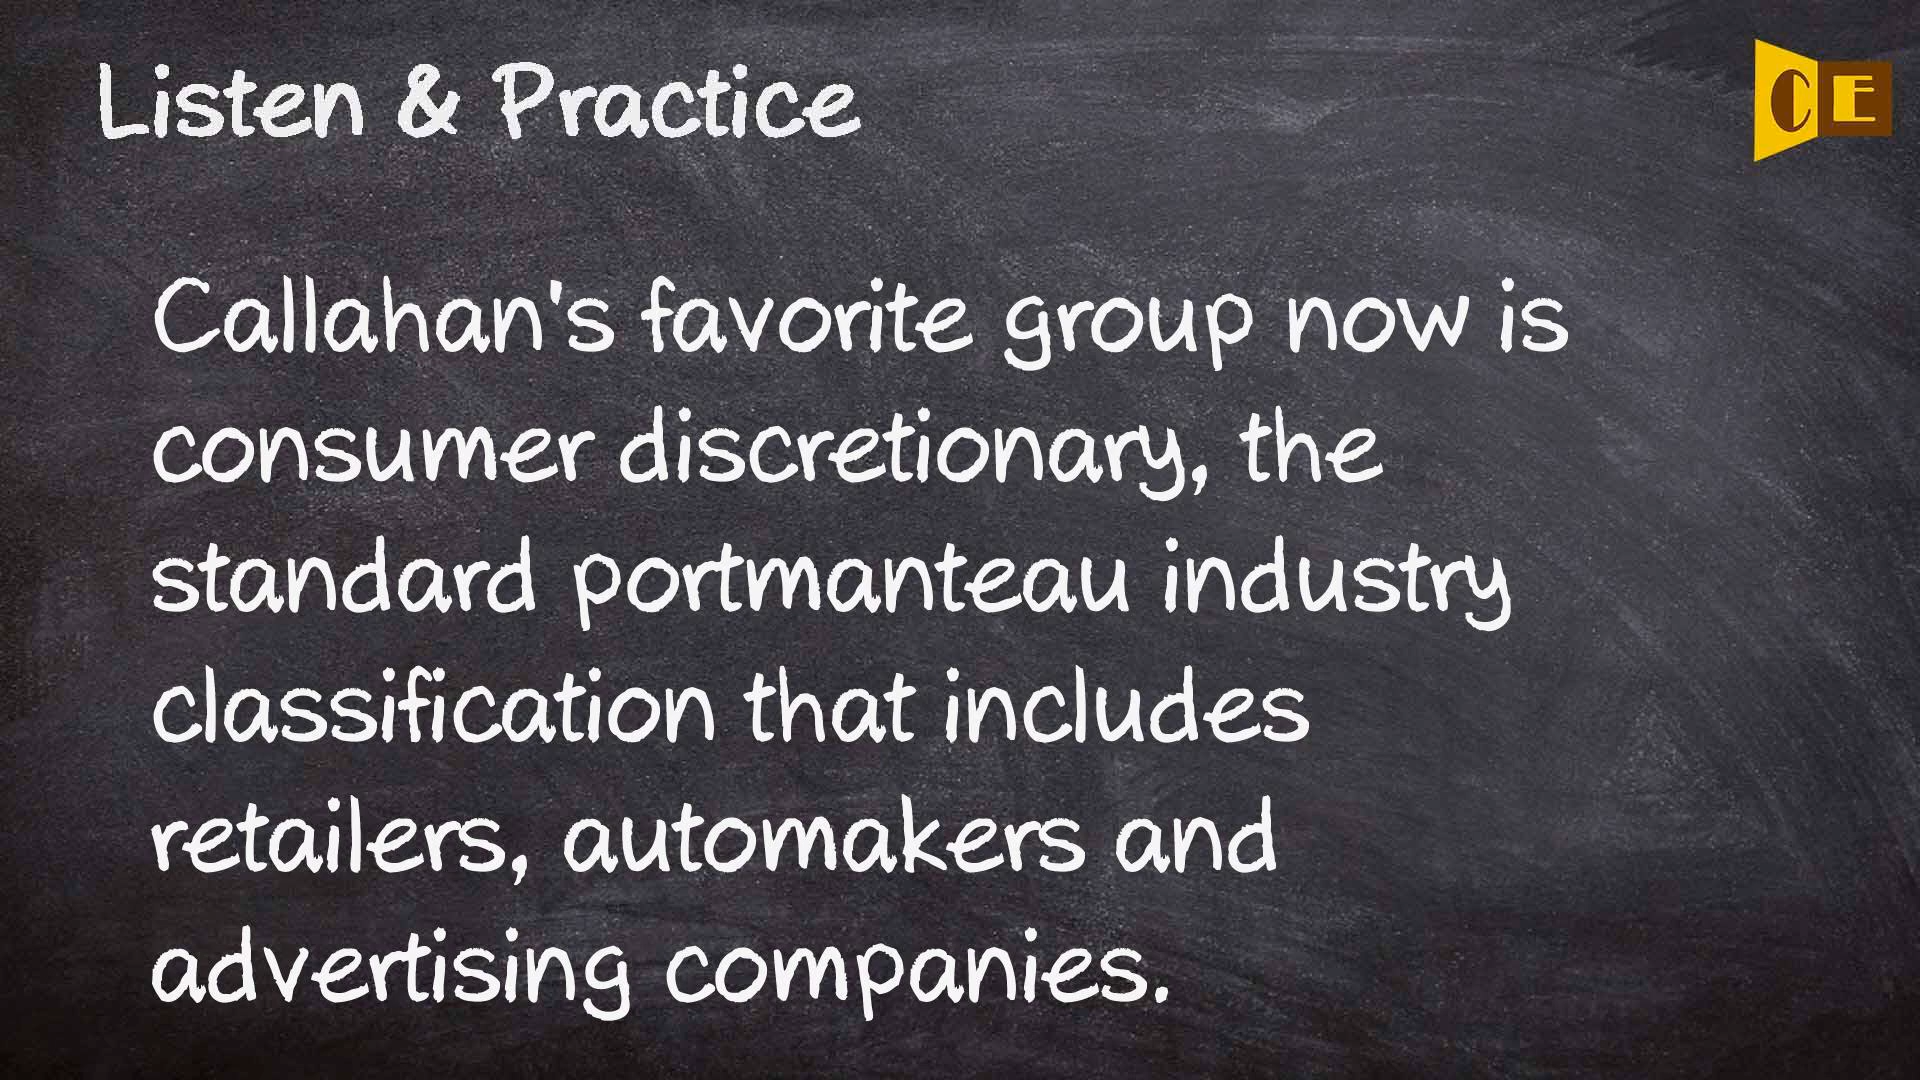 Listen & Practice
CE
Callahan's favorite group now is
consumer discretionary, the
standard portmanteau industry
classification that includes
retailers, automakers and
advertising companies.